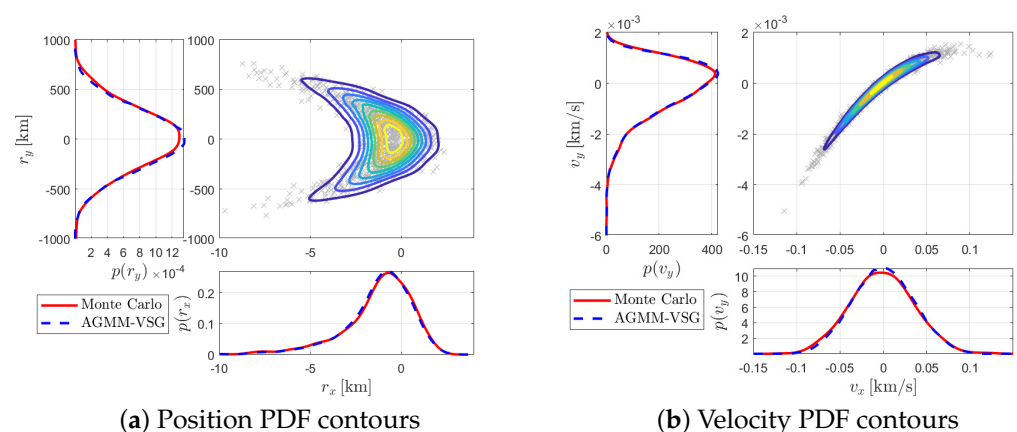 ×10⁻³
×10⁻³
1000
500
0
-500
-1000
r_y [km]
2 4 6 8 10 12
p(r_y) ×10⁻⁴
1000
500
0
-500
-1000
-10 -5 0
Monte Carlo
AGMM-VSG
p(r_x)
0.2
0.1
0
-10 -5 0
r_x [km]
2
0
-2
-4
-6
v_y [km/s]
0 200 400
p(v_y)
2
0
-2
-4
-6
-0.15 -0.1 -0.05 0 0.05 0.1
Monte Carlo
AGMM-VSG
p(v_y)
10
8
6
4
2
-0.15 -0.1 -0.05 0 0.05 0.1
v_x [km/s]
(a) Position PDF contours
(b) Velocity PDF contours